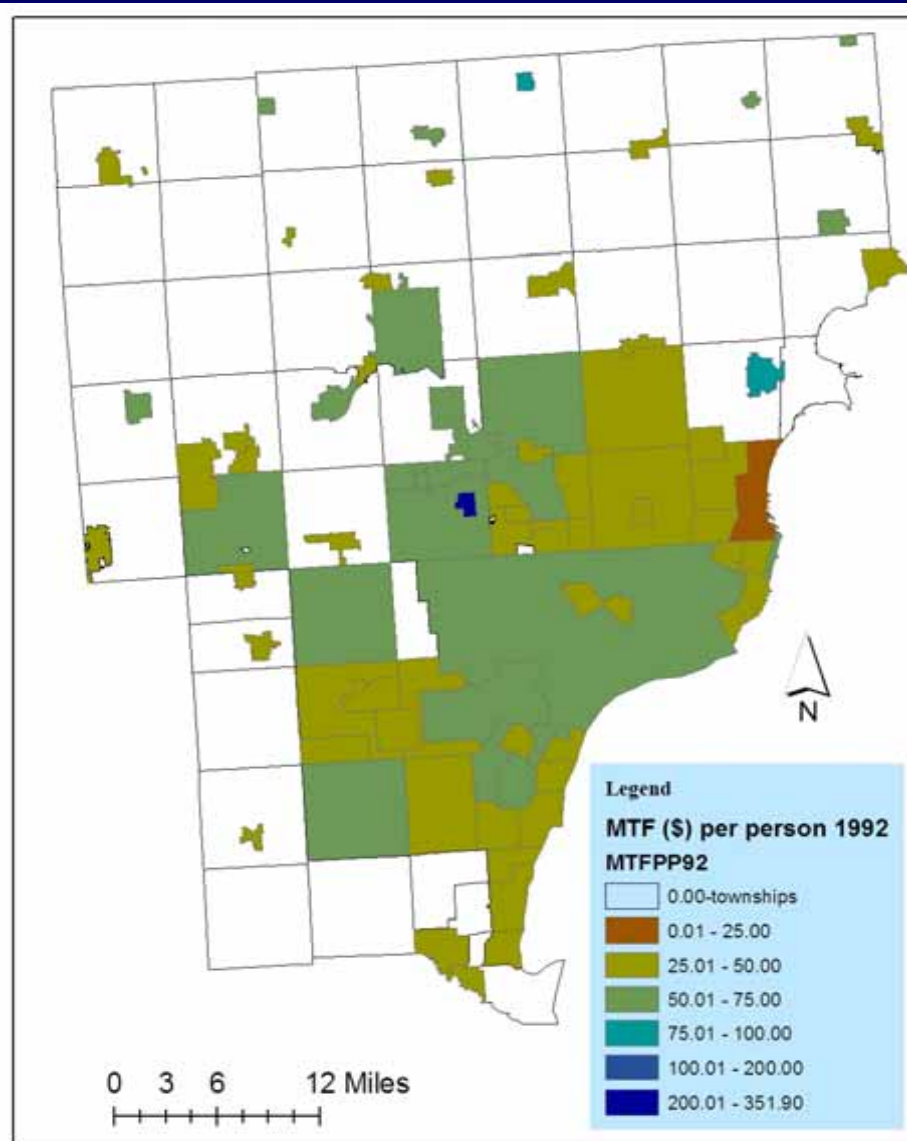 N
Legend
MTF ($) per person 1992
MTFPP92
0.00-townships
0.01 - 25.00
25.01 - 50.00
50.01 - 75.00
75.01 - 100.00
100.01 - 200.00
200.01 - 351.90
0 3 6 12 Miles